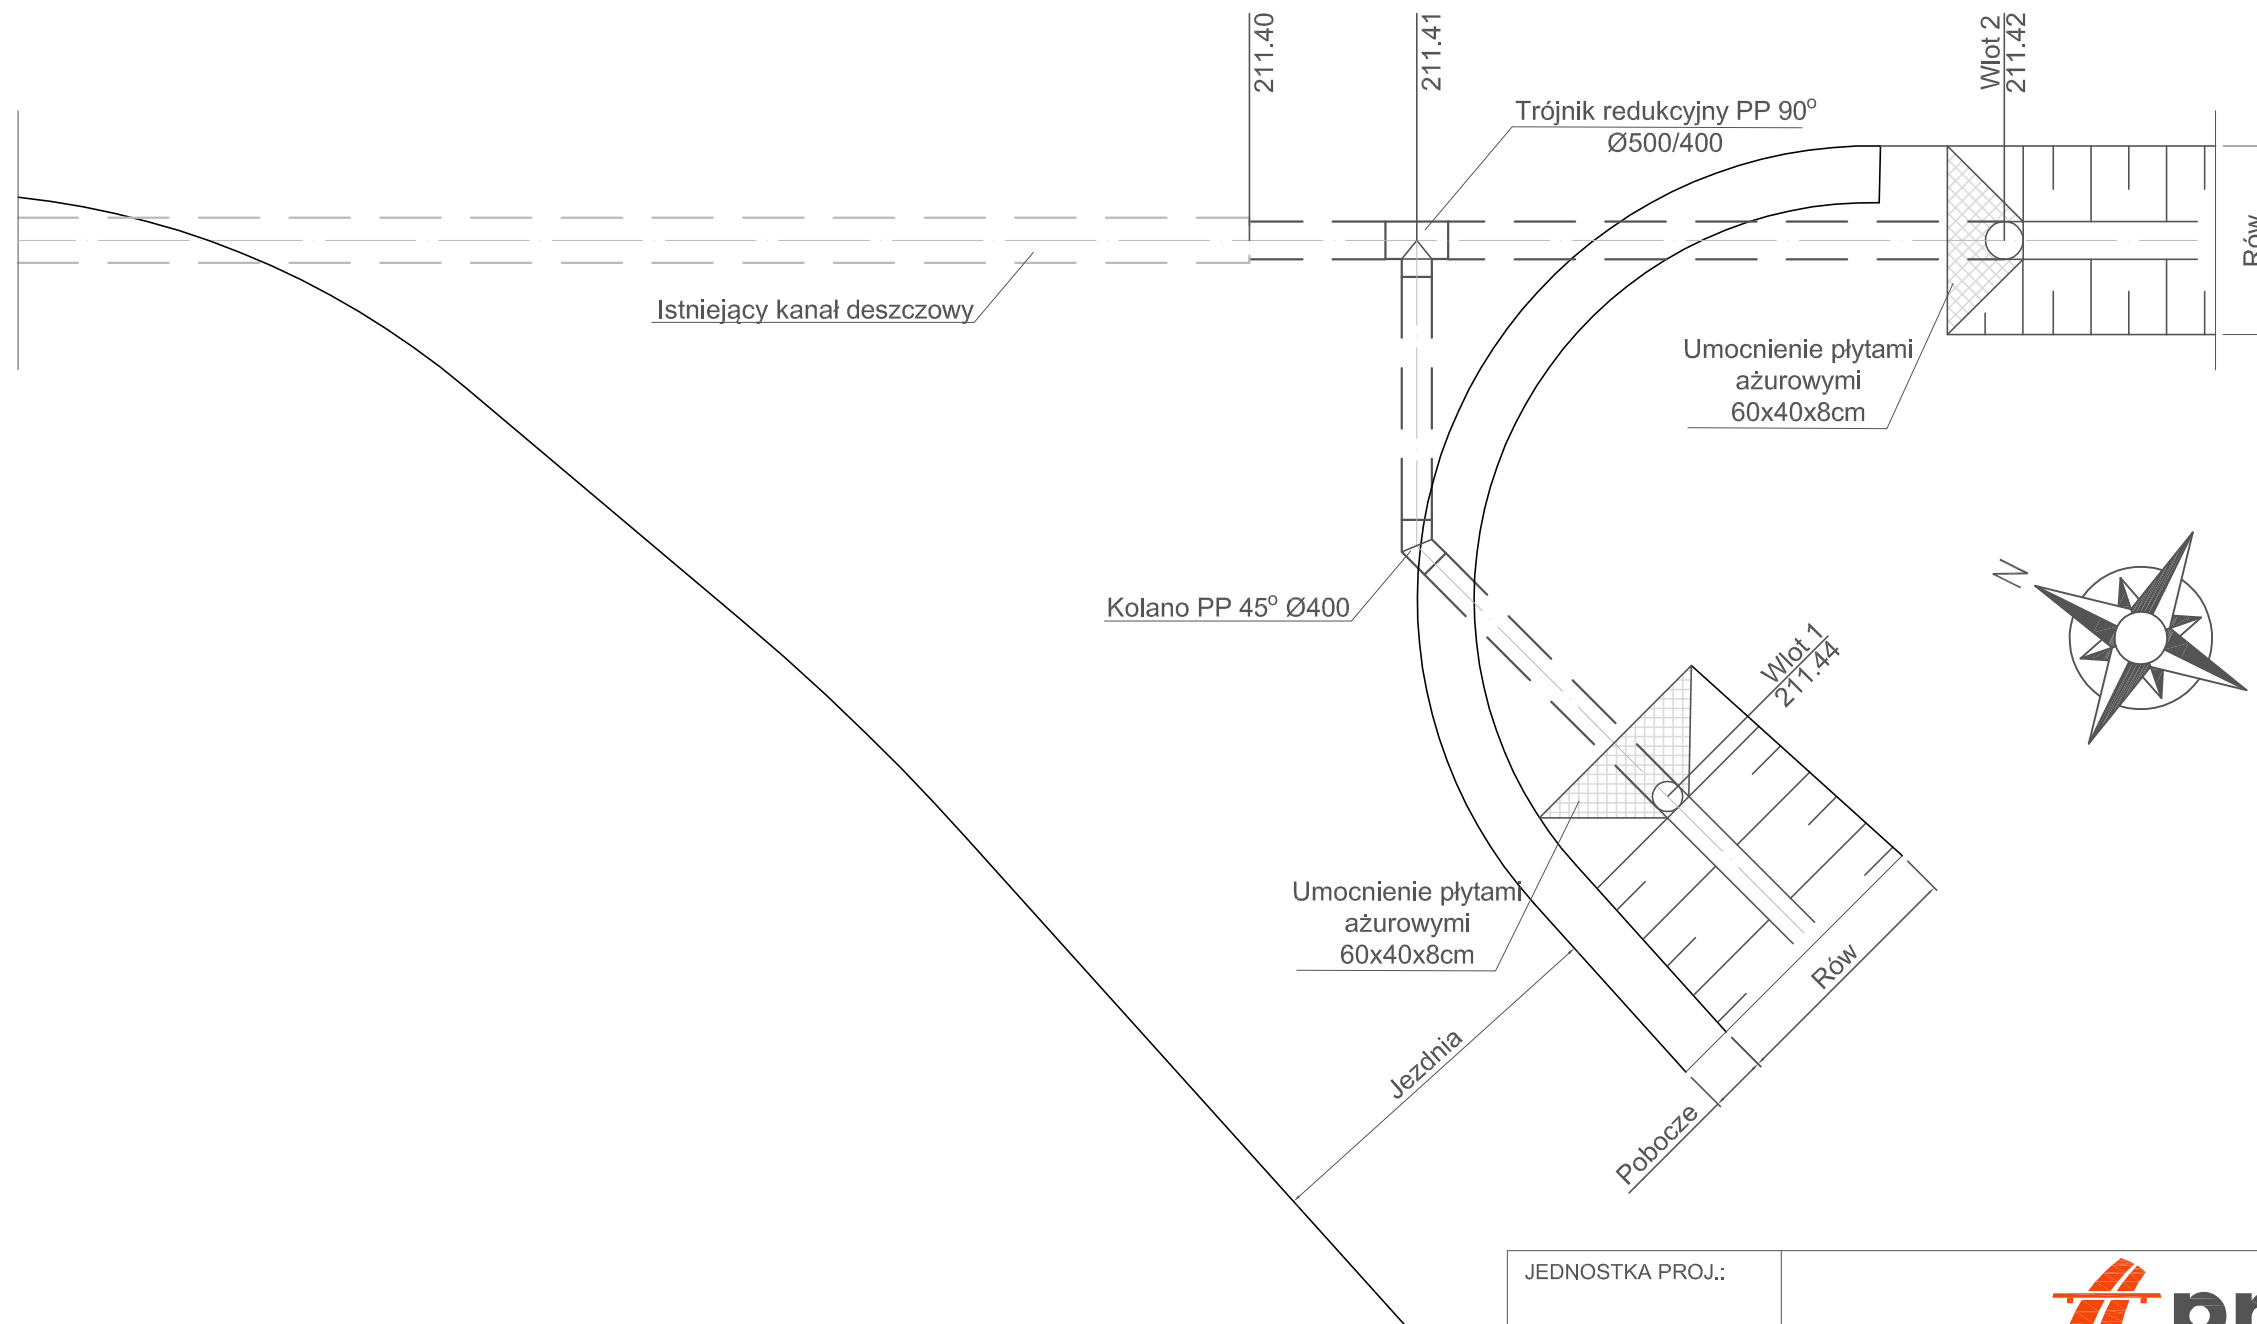 211.40
211.41
Wlot 2
211.42
Trójnik redukcyjny PP 90°
Ø500/400
Rów
Istniejący kanał deszczowy
Umocnienie płytami
ażurowymi
60x40x8cm
N
Kolano PP 45° Ø400
Wlot 1
211.44
Umocnienie płytami
ażurowymi
60x40x8cm
Rów
Jezdnia
Pobocze
JEDNOSTKA PROJ.: